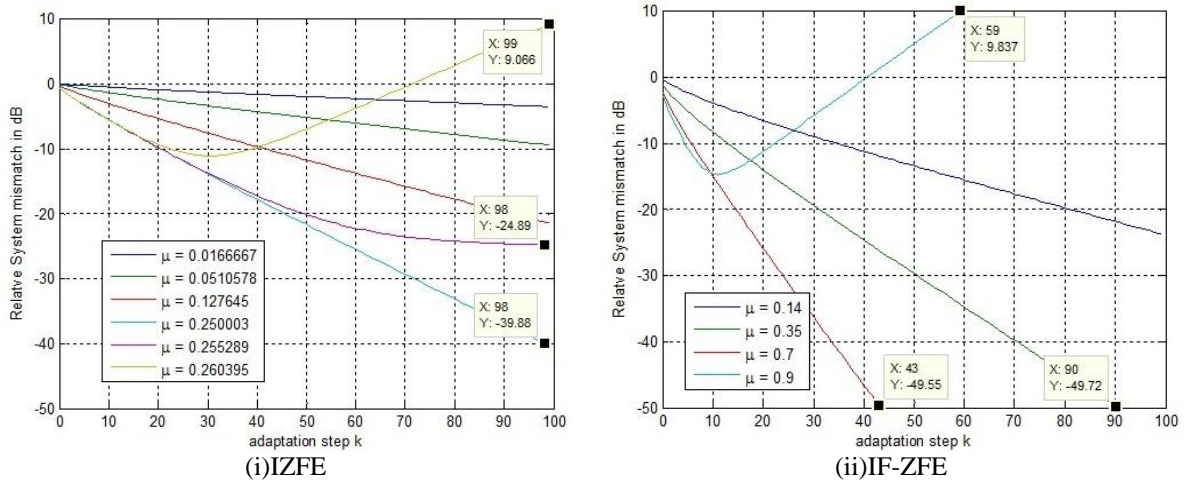 Relatve System mismatch in dB
10
0
-10
-20
-30
-40
-50
0 10 20 30 40 50 60 70 80 90 100
adaptation step k
X: 99
Y: 9.066
X: 98
Y: -24.89
X: 98
Y: -39.88
μ = 0.0166667
μ = 0.0510578
μ = 0.127645
μ = 0.250003
μ = 0.255289
μ = 0.260395
(i)IZFE
Relative System mismatch in dB
10
0
-10
-20
-30
-40
-50
0 10 20 30 40 50 60 70 80 90 100
adaptation step k
X: 59
Y: 9.837
X: 43
Y: -49.55
X: 90
Y: -49.72
μ = 0.14
μ = 0.35
μ = 0.7
μ = 0.9
(ii)IF-ZFE